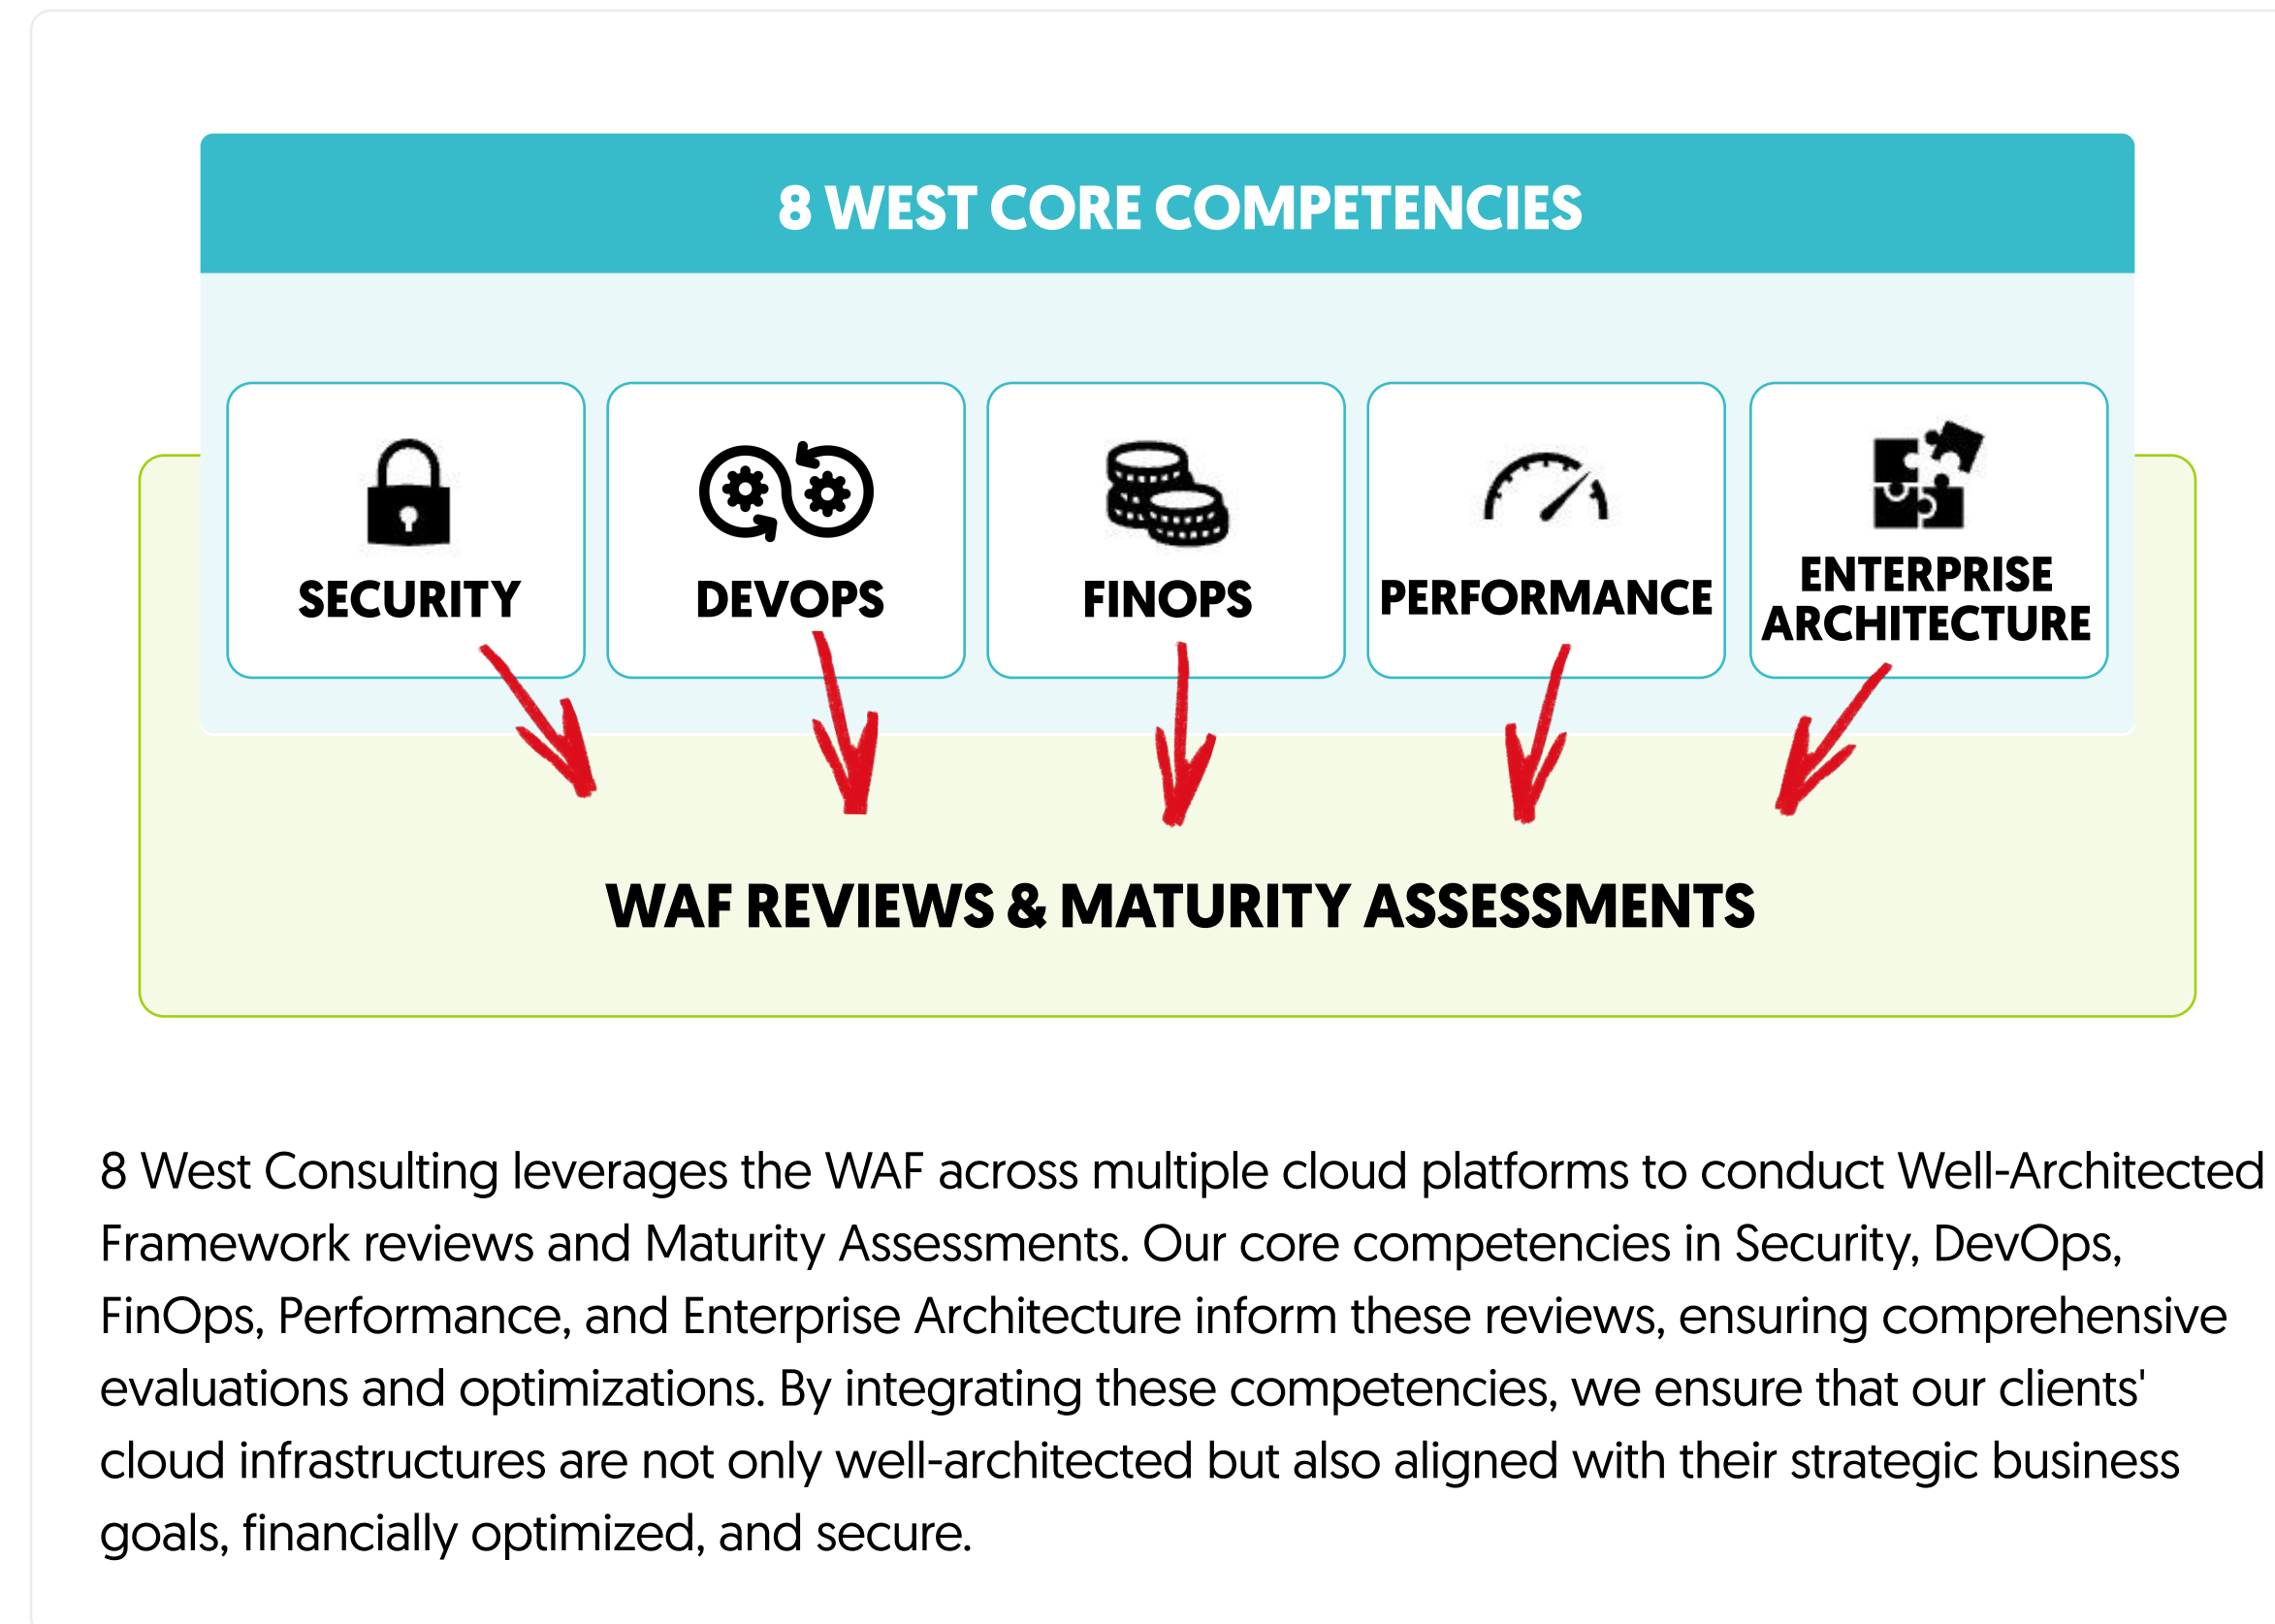 8 WEST CORE COMPETENCIES
SECURITY
DEVOPS
FINOPS
PERFORMANCE
ENTERPRISE
ARCHITECTURE
WAF REVIEWS & MATURITY ASSESSMENTS
8 West Consulting leverages the WAF across multiple cloud platforms to conduct Well-Architected
Framework reviews and Maturity Assessments. Our core competencies in Security, DevOps,
FinOps, Performance, and Enterprise Architecture inform these reviews, ensuring comprehensive
evaluations and optimizations. By integrating these competencies, we ensure that our clients'
cloud infrastructures are not only well-architected but also aligned with their strategic business
goals, financially optimized, and secure.